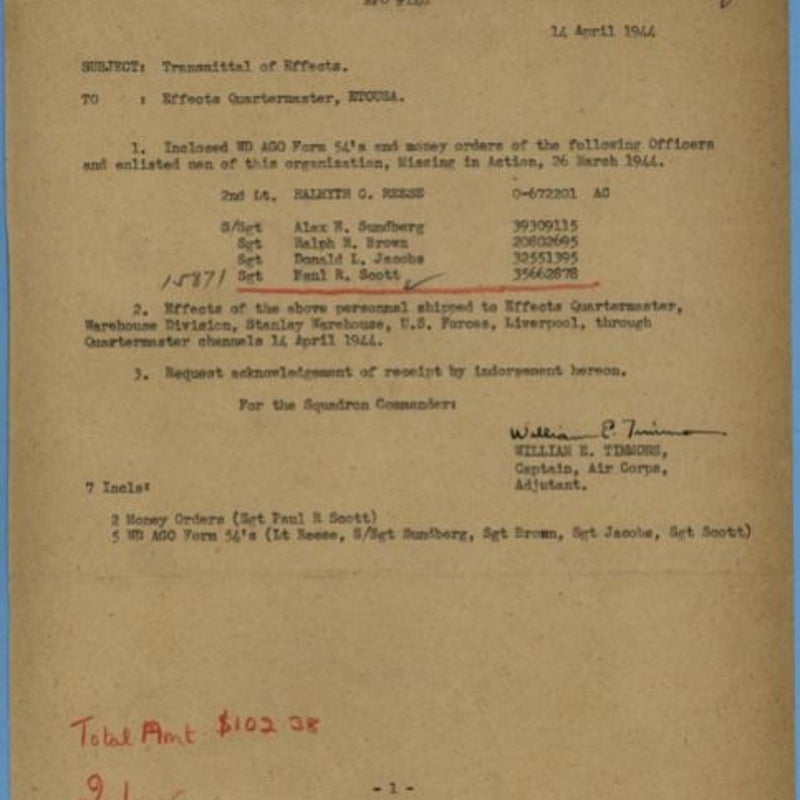 14 April 1944
SUBJECT: Transmittal of Effects.
TO : Effects Quartermaster, ETOUSA.
1. Inclosed WD AGO Form 54's and money orders of the following Officers
and enlisted men of this organization, Missing in Action, 26 March 1944.
2nd Lt. HALMYTH G. REESE 0-672201 AC
S/Sgt Alex E. Sundberg 39309115
Sgt Ralph H. Brown 20802695
Sgt Donald L. Jacobs 32551395
15871 Sgt Paul R. Scott ✓ 35662878
2. Effects of the above personnel shipped to Effects Quartermaster,
Warehouse Division, Stanley Warehouse, U.S. Forces, Liverpool, through
Quartermaster channels 14 April 1944.
3. Request acknowledgement of receipt by indorsement hereon.
For the Squadron Commander:
William E. Timmons
WILLIAM E. TIMMONS,
Captain, Air Corps,
Adjutant.
7 Incls:
2 Money Orders (Sgt Paul R Scott)
5 WD AGO Form 54's (Lt Reese, S/Sgt Sundberg, Sgt Brown, Sgt Jacobs, Sgt Scott)
Total Amt $102 38
- 1 -